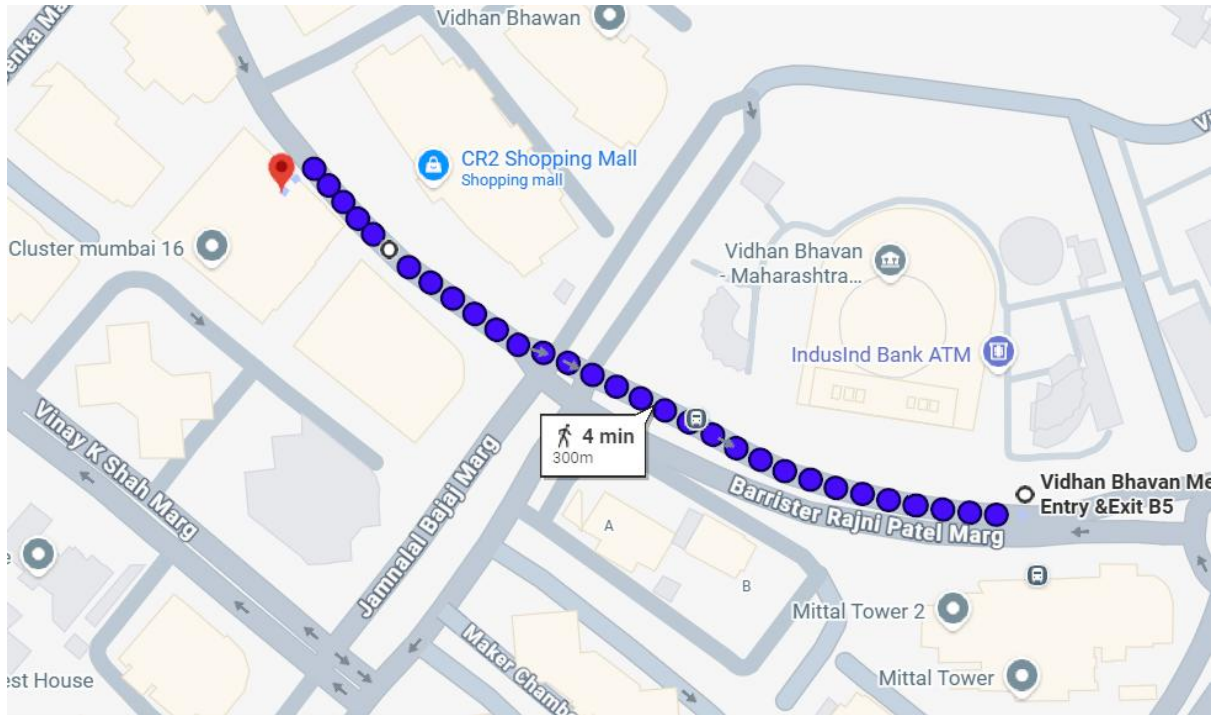 Vidhan Bhawan
CR2 Shopping Mall
Shopping mall
Cluster mumbai 16
Vidhan Bhavan
- Maharashtra...
IndusInd Bank ATM
Vinay K Shah Marg
Jamnalal Bajaj Marg
4 min
300m
Barrister Rajni Patel Marg
Vidhan Bhavan Me
Entry &Exit B5
A
B
Mittal Tower 2
Maker Chamb
est House
Mittal Tower